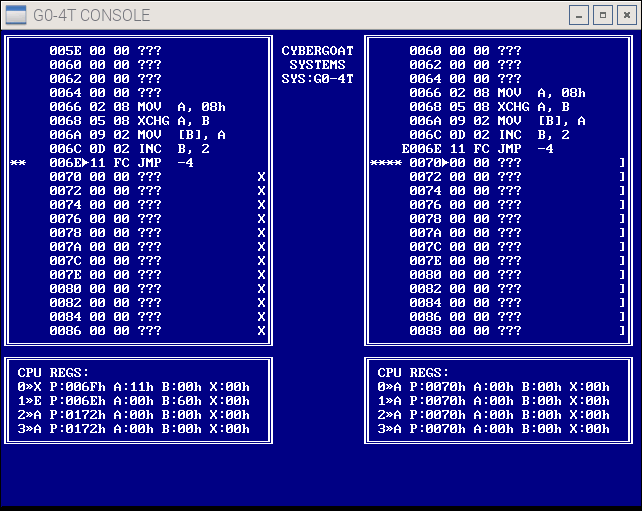 G0-4T CONSOLE
005E 00 00 ???
0060 00 00 ???
0062 00 00 ???
0064 00 00 ???
0066 02 08 MOV  A, 08h
0068 05 08 XCHG A, B
006A 09 02 MOV  [B], A
006C 0D 02 INC  B, 2
** 006E►11 FC JMP  -4
0070 00 00 ??? X
0072 00 00 ??? X
0074 00 00 ??? X
0076 00 00 ??? X
0078 00 00 ??? X
007A 00 00 ??? X
007C 00 00 ??? X
007E 00 00 ??? X
0080 00 00 ??? X
0082 00 00 ??? X
0084 00 00 ??? X
0086 00 00 ??? X
CYBERGOAT
SYSTEMS
SYS:G0-4T
0060 00 00 ???
0062 00 00 ???
0064 00 00 ???
0066 02 08 MOV  A, 08h
0068 05 08 XCHG A, B
006A 09 02 MOV  [B], A
006C 0D 02 INC  B, 2
E006E 11 FC JMP  -4
**** 0070►00 00 ??? ]
0072 00 00 ??? ]
0074 00 00 ??? ]
0076 00 00 ??? ]
0078 00 00 ??? ]
007A 00 00 ??? ]
007C 00 00 ??? ]
007E 00 00 ??? ]
0080 00 00 ??? ]
0082 00 00 ??? ]
0084 00 00 ??? ]
0086 00 00 ??? ]
0088 00 00 ??? ]
CPU REGS:
0»X P:006Fh A:11h B:00h X:00h
1»E P:006Eh A:00h B:60h X:00h
2»A P:0172h A:00h B:00h X:00h
3»A P:0172h A:00h B:00h X:00h
CPU REGS:
0»A P:0070h A:00h B:00h X:00h
1»A P:0070h A:00h B:00h X:00h
2»A P:0070h A:00h B:00h X:00h
3»A P:0070h A:00h B:00h X:00h